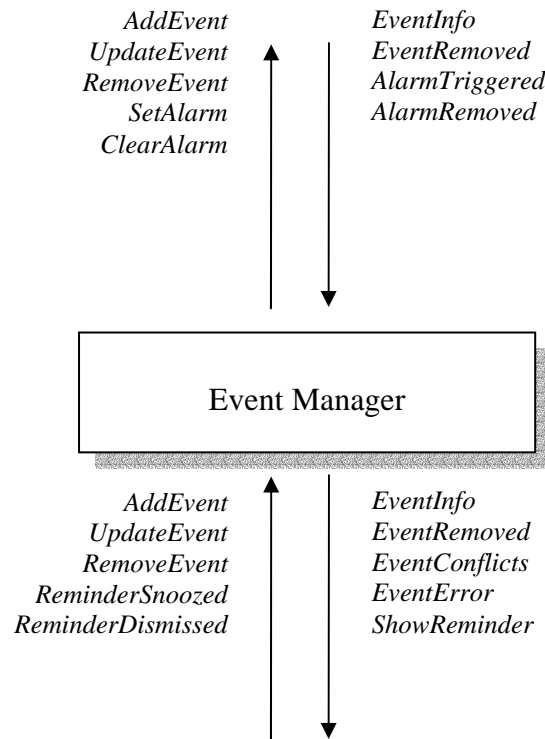 AddEvent
UpdateEvent
RemoveEvent
SetAlarm
ClearAlarm
EventInfo
EventRemoved
AlarmTriggered
AlarmRemoved
Event Manager
AddEvent
UpdateEvent
RemoveEvent
ReminderSnoozed
ReminderDismissed
EventInfo
EventRemoved
EventConflicts
EventError
ShowReminder